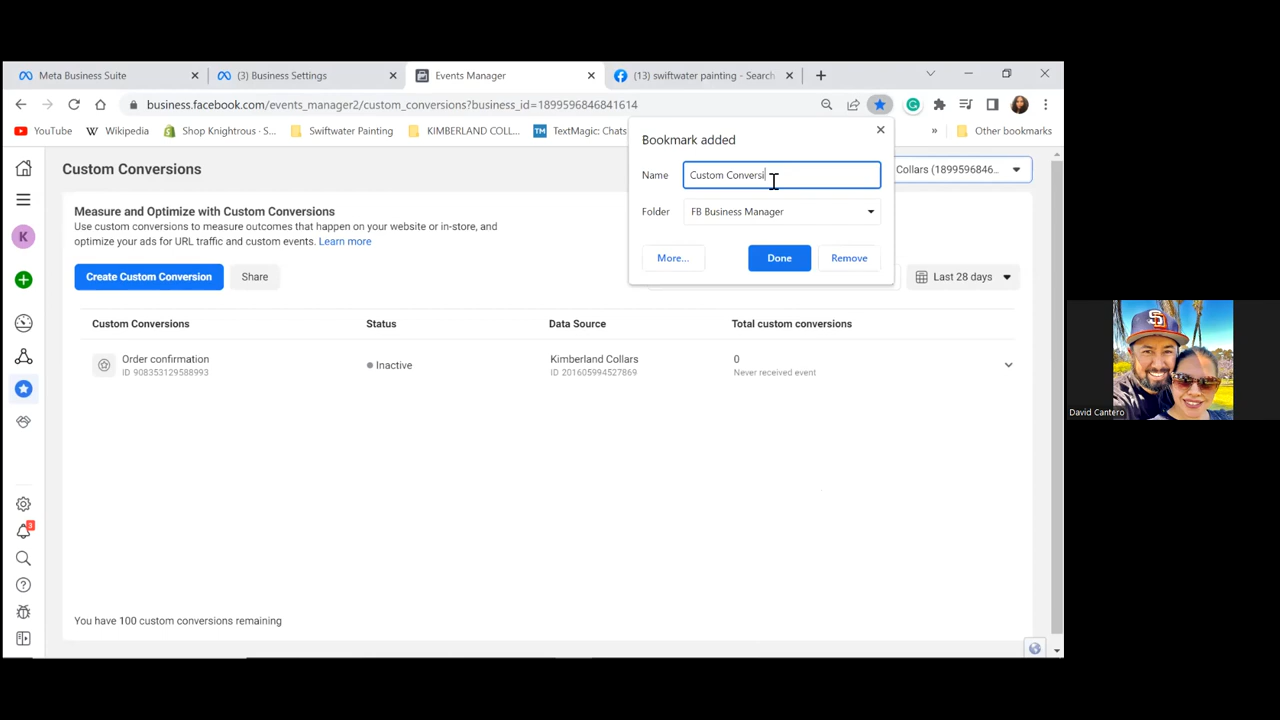 Meta Business Suite
(3) Business Settings
Events Manager
(13) swiftwater painting - Search
business.facebook.com/events_manager2/custom_conversions?business_id=1899596846841614
YouTube
Wikipedia
Shop Knightrous - S...
Swiftwater Painting
KIMBERLAND COLL...
TM
TextMagic: Chats
»
Other bookmarks
Bookmark added
Name
Custom Conversi
Folder
FB Business Manager
More...
Done
Remove
Custom Conversions
Collars (1899596846...
Measure and Optimize with Custom Conversions
Use custom conversions to measure outcomes that happen on your website or in-store, and
optimize your ads for URL traffic and custom events. Learn more
Create Custom Conversion
Share
Last 28 days
Custom Conversions
Status
Data Source
Total custom conversions
Order confirmation
ID 908353129588993
Inactive
Kimberland Collars
ID 201605994527869
0
Never received event
You have 100 custom conversions remaining
K
3
David Cantero